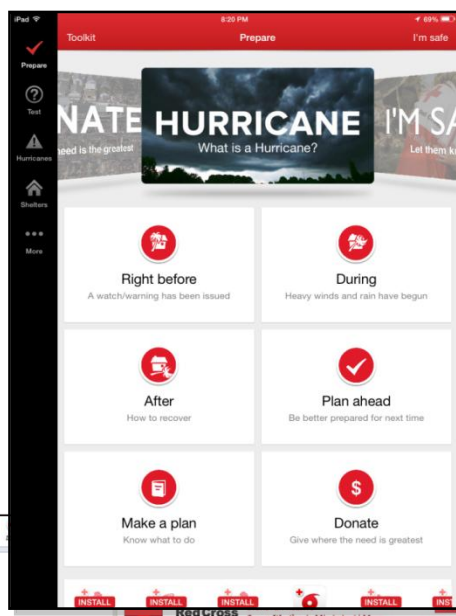 iPad 8:20 PM 69%
Toolkit Prepare I'm safe
Prepare
Test
Hurricanes
Shelters
More
NATE
need is the greatest
HURRICANE
What is a Hurricane?
I'M SA
Let them k
Right before
A watch/warning has been issued
During
Heavy winds and rain have begun
After
How to recover
Plan ahead
Be better prepared for next time
Make a plan
Know what to do
$
Donate
Give where the need is greatest
INSTALL INSTALL INSTALL INSTALL INST
RedCross